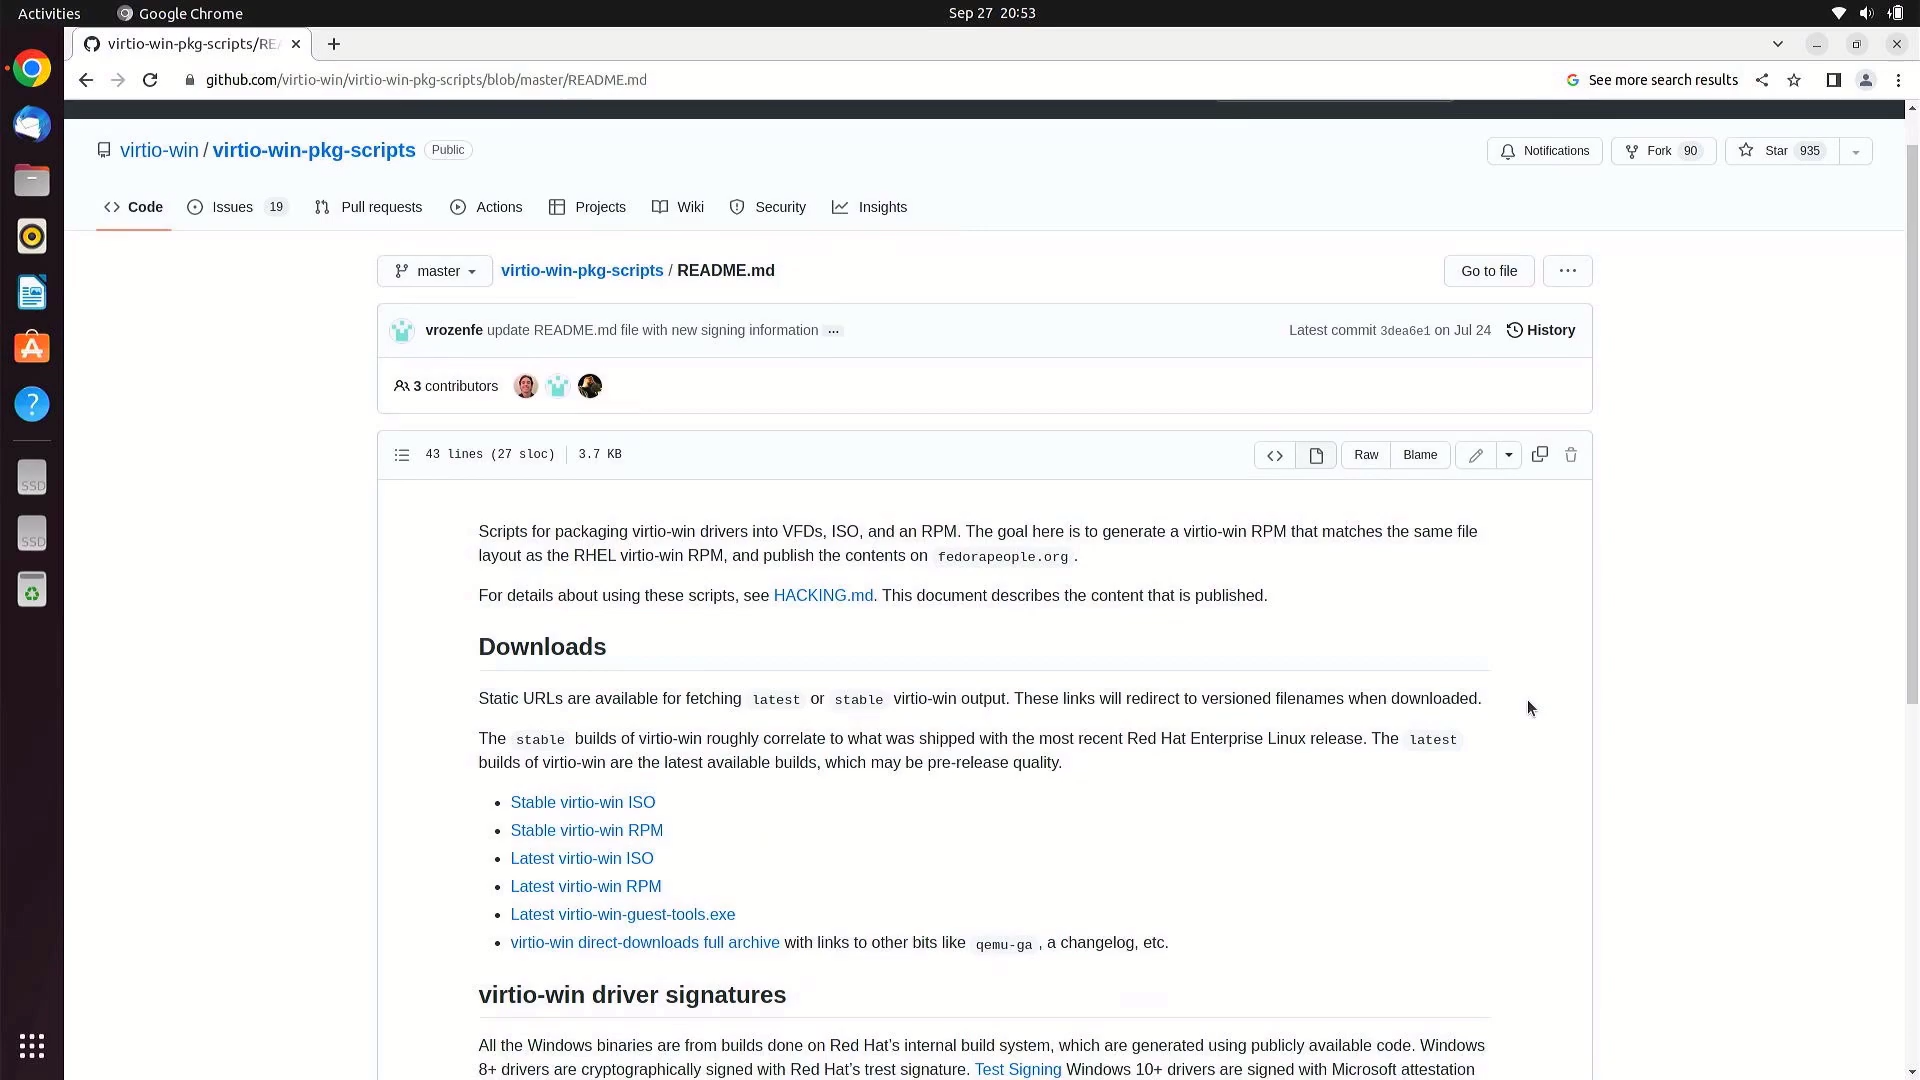 Activities Google Chrome Sep 27 20:53
virtio-win-pkg-scripts/RE
github.com/virtio-win/virtio-win-pkg-scripts/blob/master/README.md See more search results
virtio-win / virtio-win-pkg-scripts Public Notifications Fork 90 Star 935
Code Issues 19 Pull requests Actions Projects Wiki Security Insights
master virtio-win-pkg-scripts / README.md Go to file ...
vrozenfe update README.md file with new signing information ... Latest commit 3dea6e1 on Jul 24 History
3 contributors
43 lines (27 sloc) 3.7 KB Raw Blame
Scripts for packaging virtio-win drivers into VFDs, ISO, and an RPM. The goal here is to generate a virtio-win RPM that matches the same file
layout as the RHEL virtio-win RPM, and publish the contents on fedorapeople.org .
For details about using these scripts, see HACKING.md. This document describes the content that is published.
Downloads
Static URLs are available for fetching latest or stable virtio-win output. These links will redirect to versioned filenames when downloaded.
The stable builds of virtio-win roughly correlate to what was shipped with the most recent Red Hat Enterprise Linux release. The latest
builds of virtio-win are the latest available builds, which may be pre-release quality.
• Stable virtio-win ISO
• Stable virtio-win RPM
• Latest virtio-win ISO
• Latest virtio-win RPM
• Latest virtio-win-guest-tools.exe
• virtio-win direct-downloads full archive with links to other bits like qemu-ga , a changelog, etc.
virtio-win driver signatures
All the Windows binaries are from builds done on Red Hat’s internal build system, which are generated using publicly available code. Windows
8+ drivers are cryptographically signed with Red Hat’s trest signature. Test Signing Windows 10+ drivers are signed with Microsoft attestation
SSD
SSD